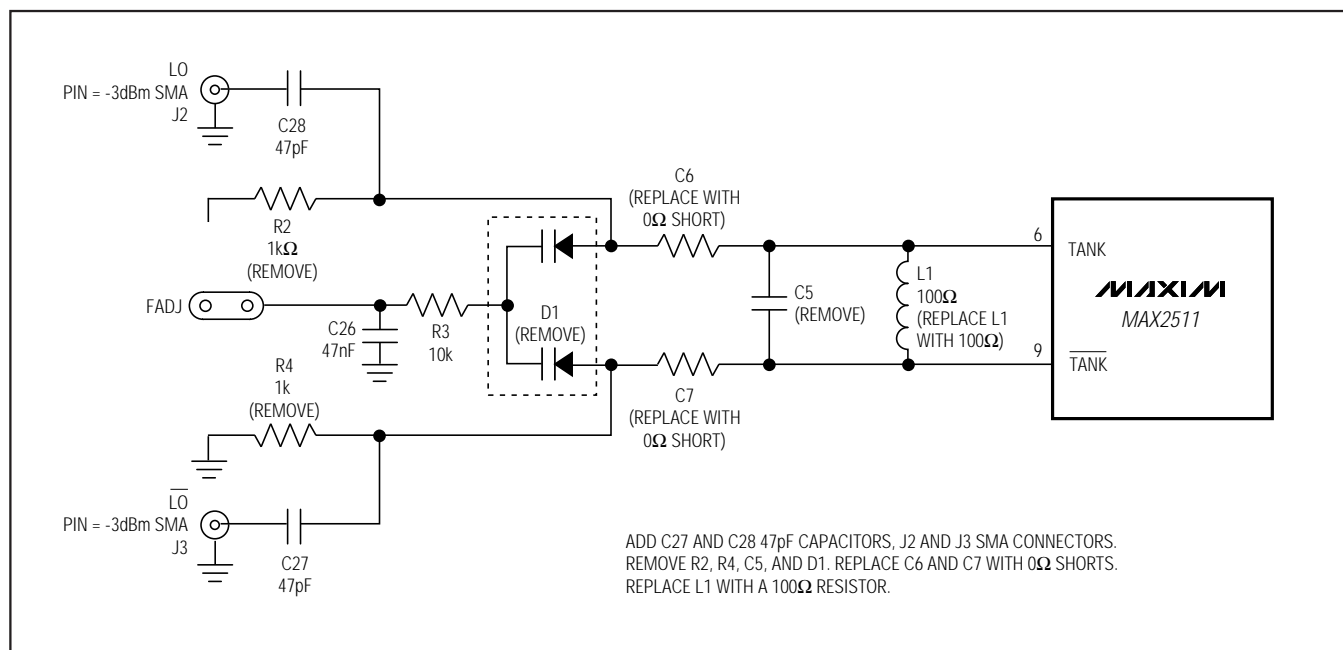 LO
PIN = -3dBm SMA
J2
C28
47pF
R2
1kΩ
(REMOVE)
FADJ
C26
47nF
R3
10k
D1
(REMOVE)
C6
(REPLACE WITH
0Ω SHORT)
C5
(REMOVE)
L1
100Ω
(REPLACE L1
WITH 100Ω)
6
TANK
MAXIM
MAX2511
9
T̅A̅N̅K̅
R4
1k
(REMOVE)
C7
(REPLACE WITH
0Ω SHORT)
L̅O̅
PIN = -3dBm SMA
J3
C27
47pF
ADD C27 AND C28 47pF CAPACITORS, J2 AND J3 SMA CONNECTORS.
REMOVE R2, R4, C5, AND D1. REPLACE C6 AND C7 WITH 0Ω SHORTS.
REPLACE L1 WITH A 100Ω RESISTOR.